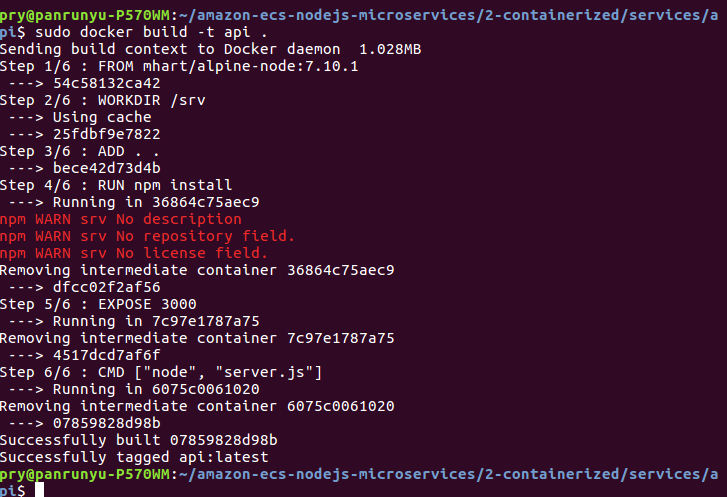 pry@panrunyu-P570WM:~/amazon-ecs-nodejs-microservices/2-containerized/services/a
pi$ sudo docker build -t api .
Sending build context to Docker daemon  1.028MB
Step 1/6 : FROM mhart/alpine-node:7.10.1
 ---> 54c58132ca42
Step 2/6 : WORKDIR /srv
 ---> Using cache
 ---> 25fdbf9e7822
Step 3/6 : ADD . .
 ---> bece42d73d4b
Step 4/6 : RUN npm install
 ---> Running in 36864c75aec9
npm WARN srv No description
npm WARN srv No repository field.
npm WARN srv No license field.
Removing intermediate container 36864c75aec9
 ---> dfcc02f2af56
Step 5/6 : EXPOSE 3000
 ---> Running in 7c97e1787a75
Removing intermediate container 7c97e1787a75
 ---> 4517dcd7af6f
Step 6/6 : CMD ["node", "server.js"]
 ---> Running in 6075c0061020
Removing intermediate container 6075c0061020
 ---> 07859828d98b
Successfully built 07859828d98b
Successfully tagged api:latest
pry@panrunyu-P570WM:~/amazon-ecs-nodejs-microservices/2-containerized/services/a
pi$